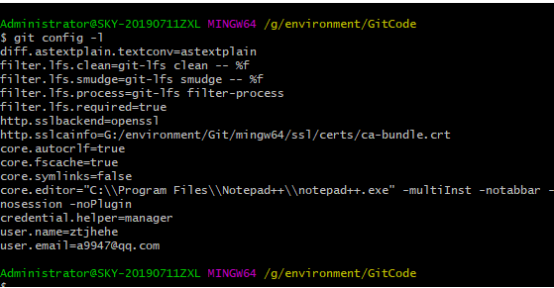 Administrator@SKY-20190711ZXL MINGW64 /g/environment/GitCode
$ git config -l
diff.astextplain.textconv=astextplain
filter.lfs.clean=git-lfs clean -- %f
filter.lfs.smudge=git-lfs smudge -- %f
filter.lfs.process=git-lfs filter-process
filter.lfs.required=true
http.sslbackend=openssl
http.sslcainfo=G:/environment/Git/mingw64/ssl/certs/ca-bundle.crt
core.autocrlf=true
core.fscache=true
core.symlinks=false
core.editor="C:\\Program Files\\Notepad++\\notepad++.exe" -multiInst -notabbar -
nosession -noPlugin
credential.helper=manager
user.name=ztjhehe
user.email=a9947@qq.com
Administrator@SKY-20190711ZXL MINGW64 /g/environment/GitCode
$